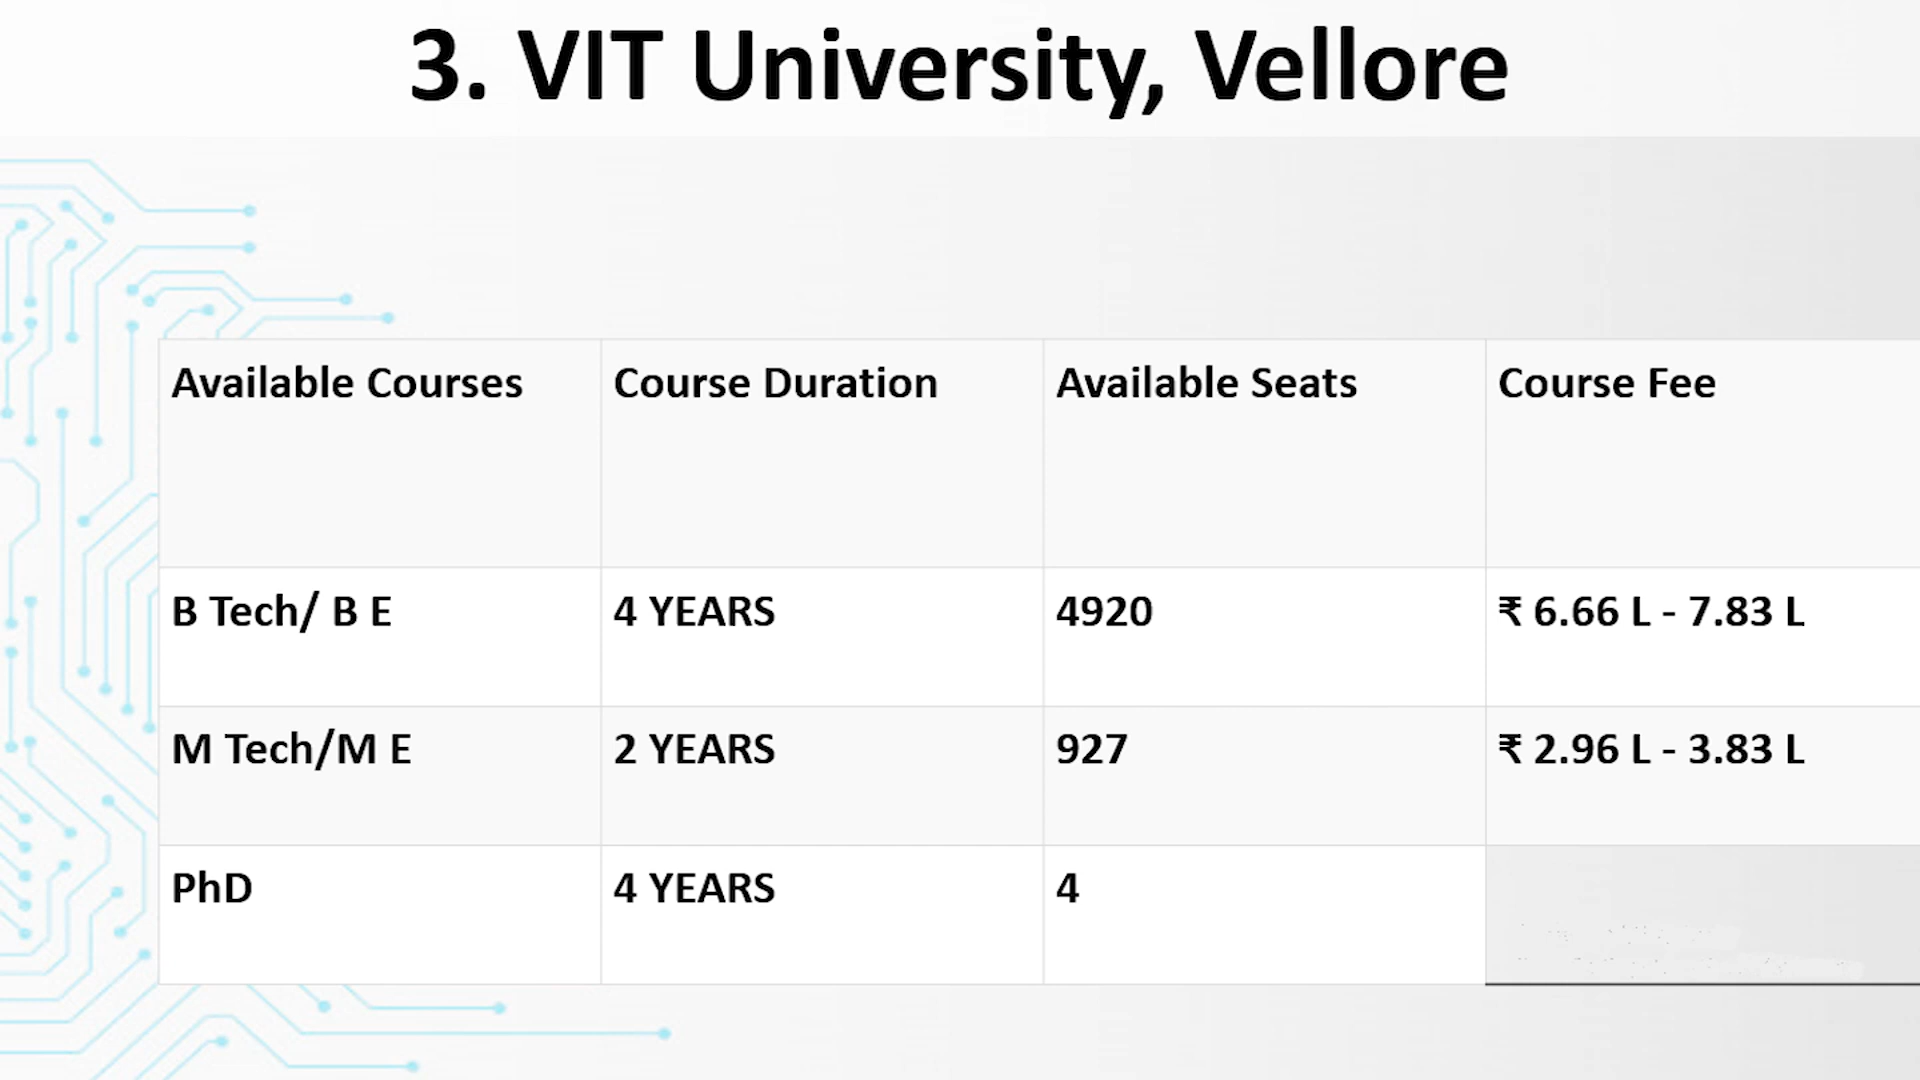 3. VIT University, Vellore
Available Courses Course Duration Available Seats Course Fee
B Tech/ B E 4 YEARS 4920 ₹ 6.66 L - 7.83 L
M Tech/M E 2 YEARS 927 ₹ 2.96 L - 3.83 L
PhD 4 YEARS 4